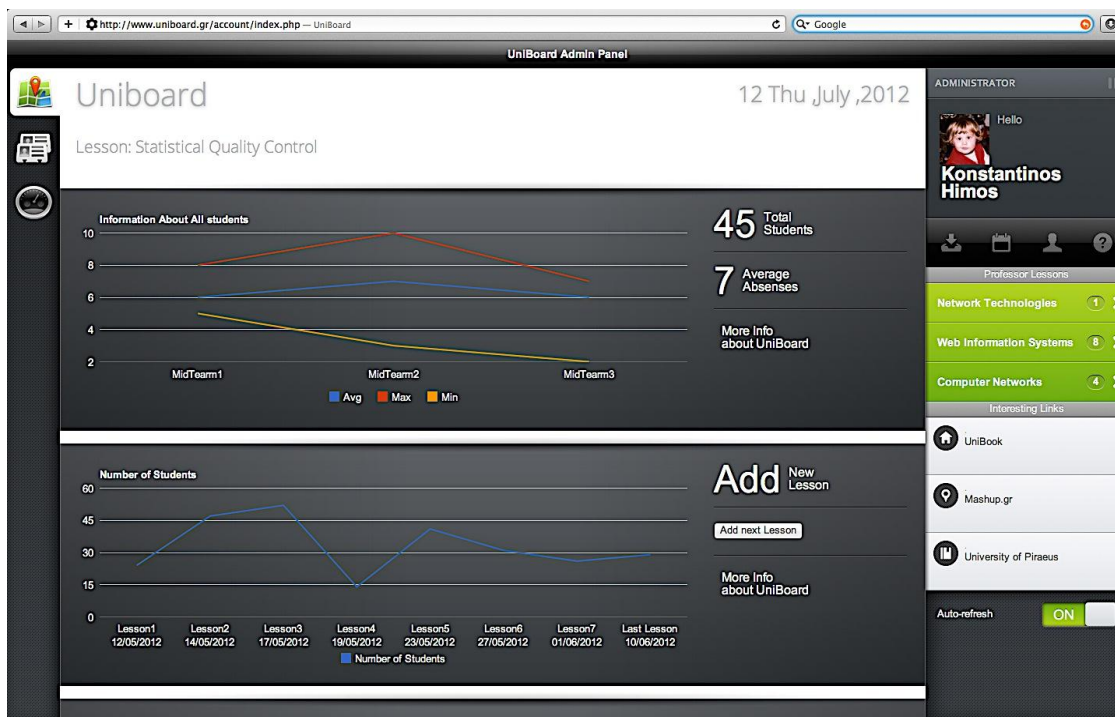 http://www.uniboard.gr/account/index.php — UniBoard
Google
UniBoard Admin Panel
Uniboard
12 Thu ,July ,2012
Lesson: Statistical Quality Control
Information About All students
10
8
6
4
2
MidTearm1 MidTearm2 MidTearm3
Avg Max Min
45 Total Students
7 Average Absenses
More Info
about UniBoard
Number of Students
60
45
30
15
0
Lesson1 Lesson2 Lesson3 Lesson4 Lesson5 Lesson6 Lesson7 Last Lesson
12/05/2012 14/05/2012 17/05/2012 19/05/2012 23/05/2012 27/05/2012 01/06/2012 10/06/2012
Number of Students
Add New Lesson
Add next Lesson
More Info
about UniBoard
ADMINISTRATOR
Hello
Konstantinos
Himos
Professor Lessons
Network Technologies 1
Web Information Systems 8
Computer Networks 4
Interesting Links
UniBook
Mashup.gr
University of Piraeus
Auto-refresh ON